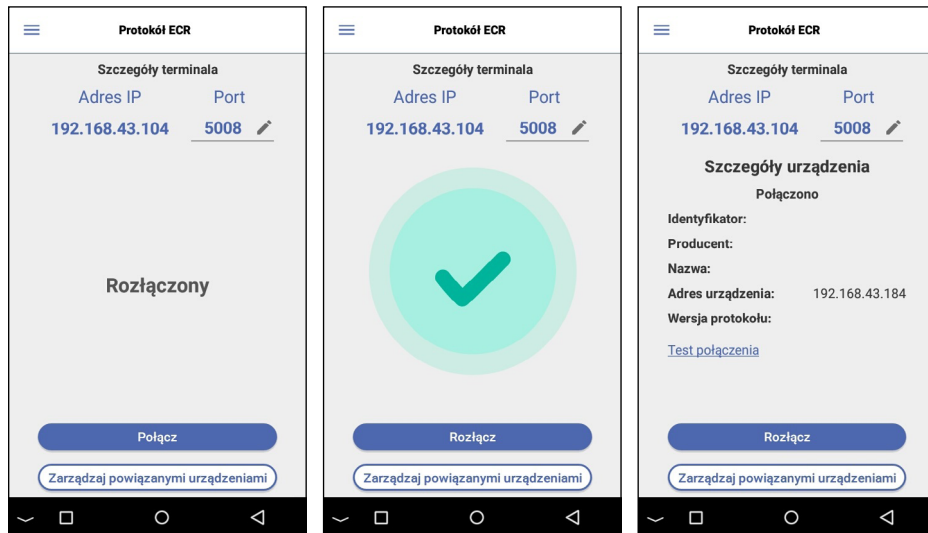 Protokół ECR
Szczegóły terminala
Adres IP Port
192.168.43.104 5008
Rozłączony
Połącz
Zarządzaj powiązanymi urządzeniami
Protokół ECR
Szczegóły terminala
Adres IP Port
192.168.43.104 5008
Rozłącz
Zarządzaj powiązanymi urządzeniami
Protokół ECR
Szczegóły terminala
Adres IP Port
192.168.43.104 5008
Szczegóły urządzenia
Połączono
Identyfikator:
Producent:
Nazwa:
Adres urządzenia: 192.168.43.184
Wersja protokołu:
Test połączenia
Rozłącz
Zarządzaj powiązanymi urządzeniami